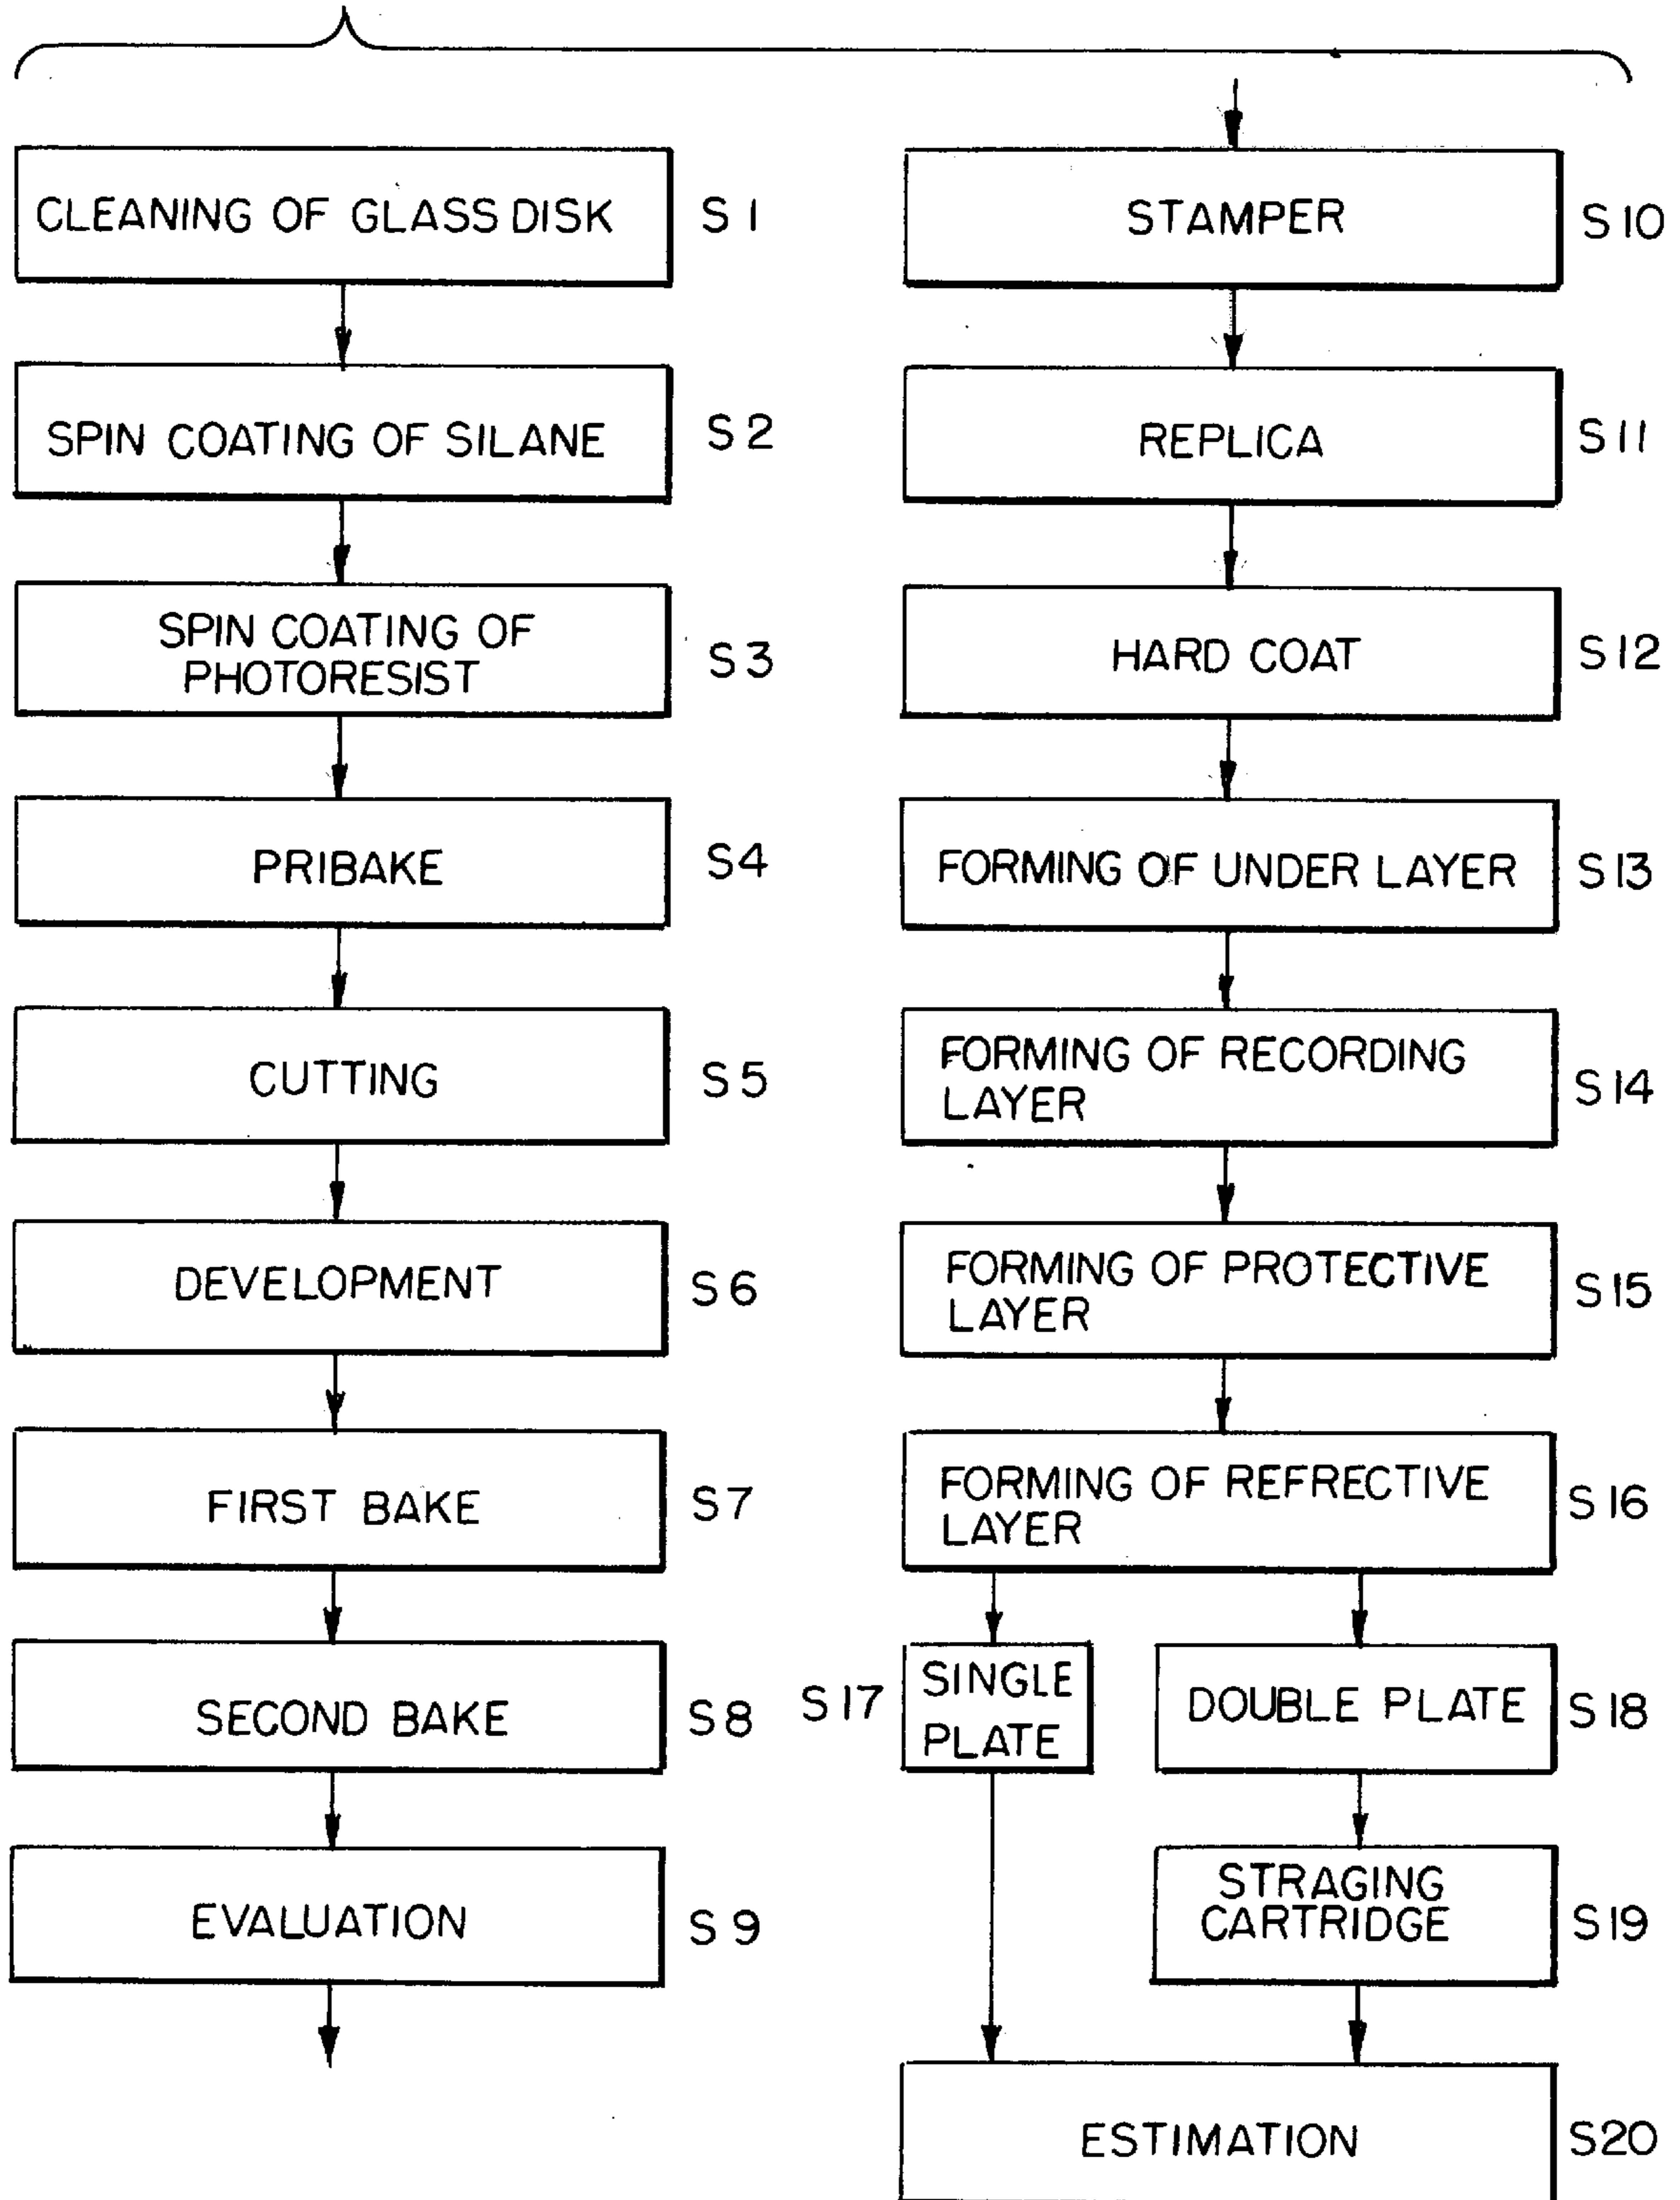 CLEANING OF GLASS DISK
S 1
SPIN COATING OF SILANE
S 2
SPIN COATING OF
PHOTORESIST
S 3
PRIBAKE
S 4
CUTTING
S 5
DEVELOPMENT
S 6
FIRST BAKE
S 7
SECOND BAKE
S 8
EVALUATION
S 9
STAMPER
S 10
REPLICA
S 11
HARD COAT
S 12
FORMING OF UNDER LAYER
S 13
FORMING OF RECORDING
LAYER
S 14
FORMING OF PROTECTIVE
LAYER
S 15
FORMING OF REFRECTIVE
LAYER
S 16
S 17
SINGLE
PLATE
DOUBLE PLATE
S 18
STRAGING
CARTRIDGE
S 19
ESTIMATION
S 20